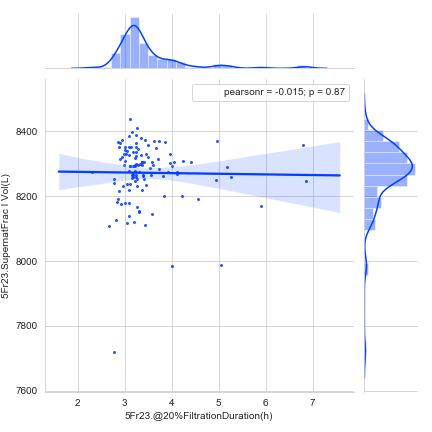 pearsonr = -0.015; p = 0.87
8400
8200
8000
7800
7600
5Fr23.SupernatFrac I Vol(L)
2 3 4 5 6 7
5Fr23.@20%FiltrationDuration(h)